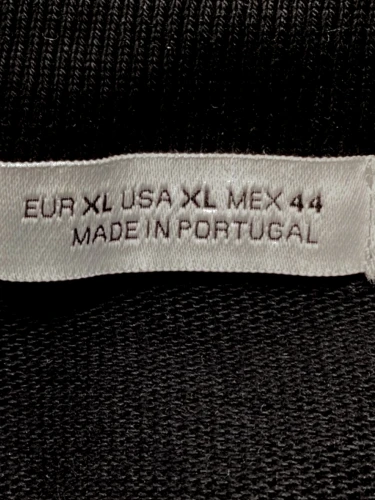 EUR XL USA XL MEX 44
MADE IN PORTUGAL